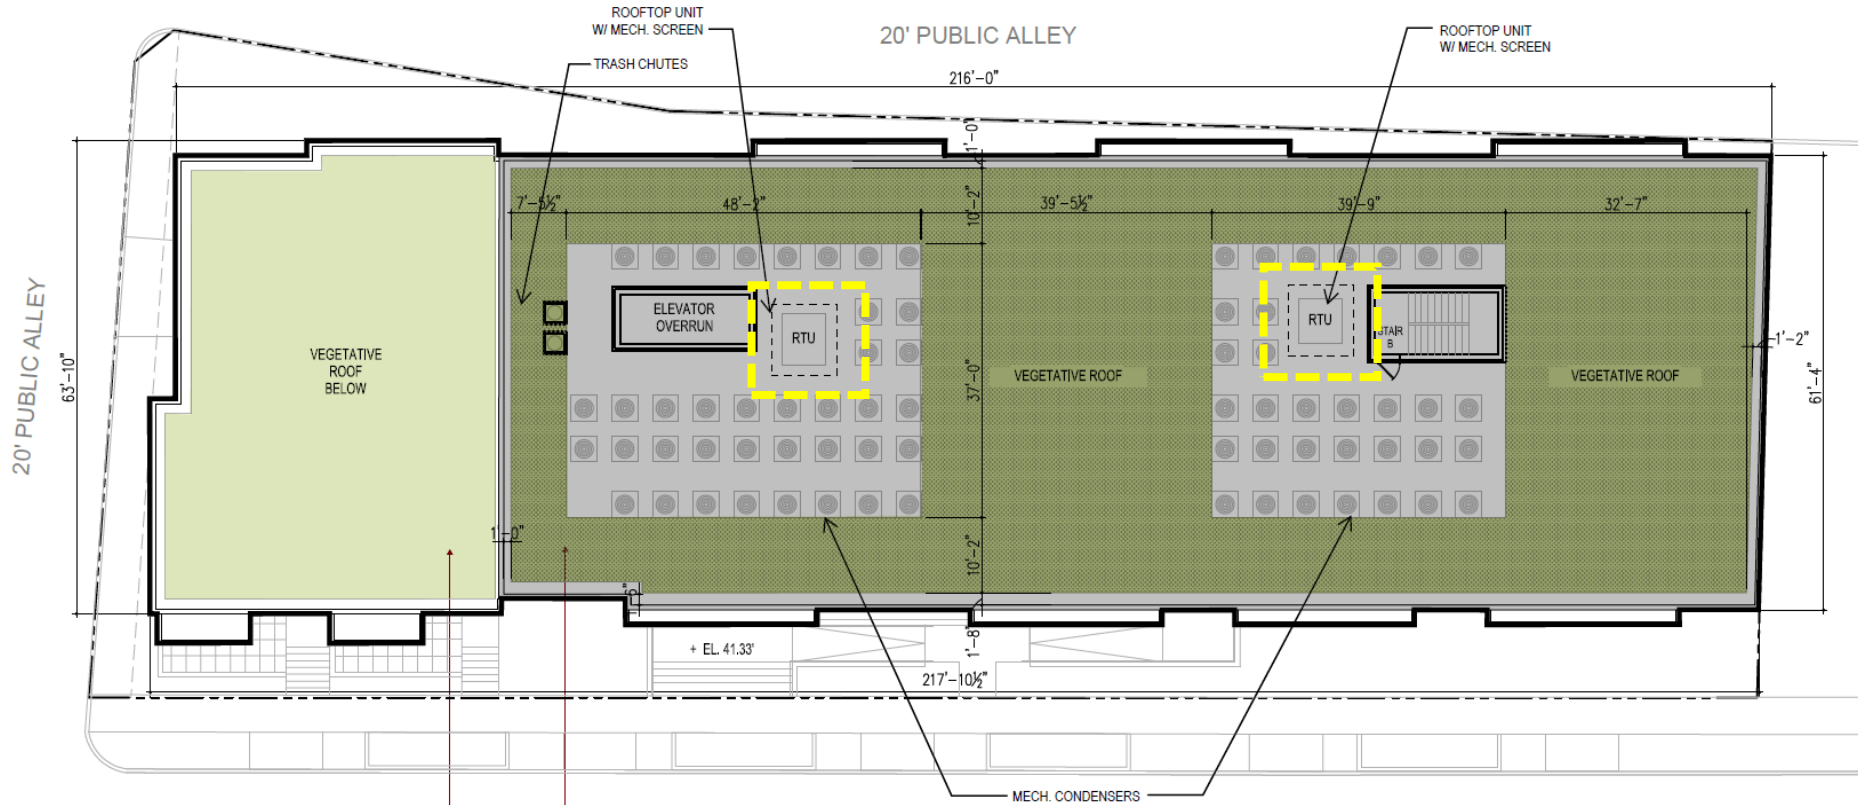 ROOFTOP UNIT
W/ MECH. SCREEN
20' PUBLIC ALLEY
ROOFTOP UNIT
W/ MECH. SCREEN
TRASH CHUTES
216'-0"
1'-0"
7'-5½"
48'-2"
10'-2"
39'-5½"
39'-9"
32'-7"
20' PUBLIC ALLEY
63'-10"
ELEVATOR
OVERRUN
RTU
RTU
STAIR
B
1'-2"
VEGETATIVE
ROOF
BELOW
37'-0"
VEGETATIVE ROOF
VEGETATIVE ROOF
61'-4"
1'-0"
10'-2"
+ EL. 41.33'
1'-8"
217'-10½"
MECH. CONDENSERS